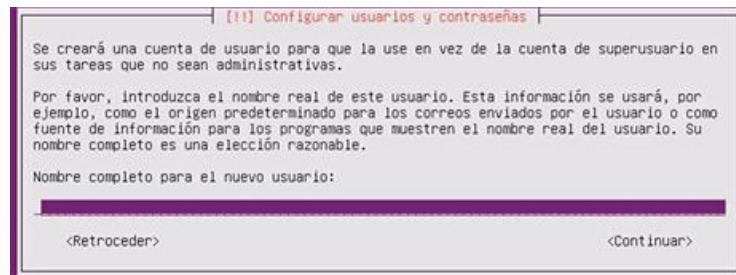 [!!] Configurar usuarios y contraseñas
Se creará una cuenta de usuario para que la use en vez de la cuenta de superusuario en
sus tareas que no sean administrativas.
Por favor, introduzca el nombre real de este usuario. Esta información se usará, por
ejemplo, como el origen predeterminado para los correos enviados por el usuario o como
fuente de información para los programas que muestren el nombre real del usuario. Su
nombre completo es una elección razonable.
Nombre completo para el nuevo usuario:
<Retroceder> <Continuar>